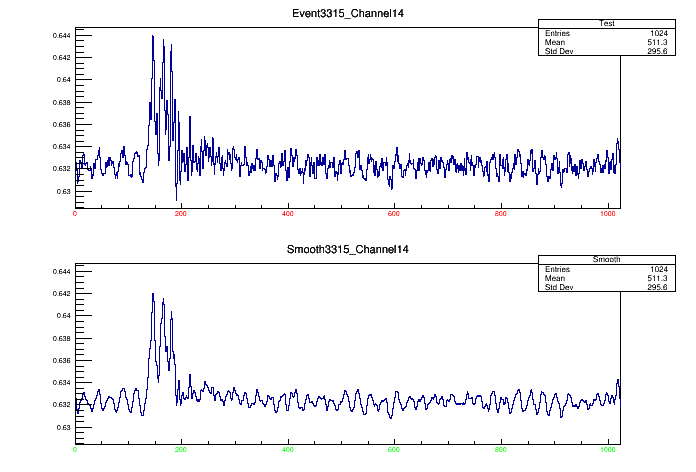 Event3315_Channel14
Test
Entries 1024
Mean 511.3
Std Dev 295.6
0.644
0.642
0.64
0.638
0.636
0.634
0.632
0.63
0 200 400 600 800 1000
Smooth3315_Channel14
Smooth
Entries 1024
Mean 511.3
Std Dev 295.6
0.644
0.642
0.64
0.638
0.636
0.634
0.632
0.63
0 200 400 600 800 1000